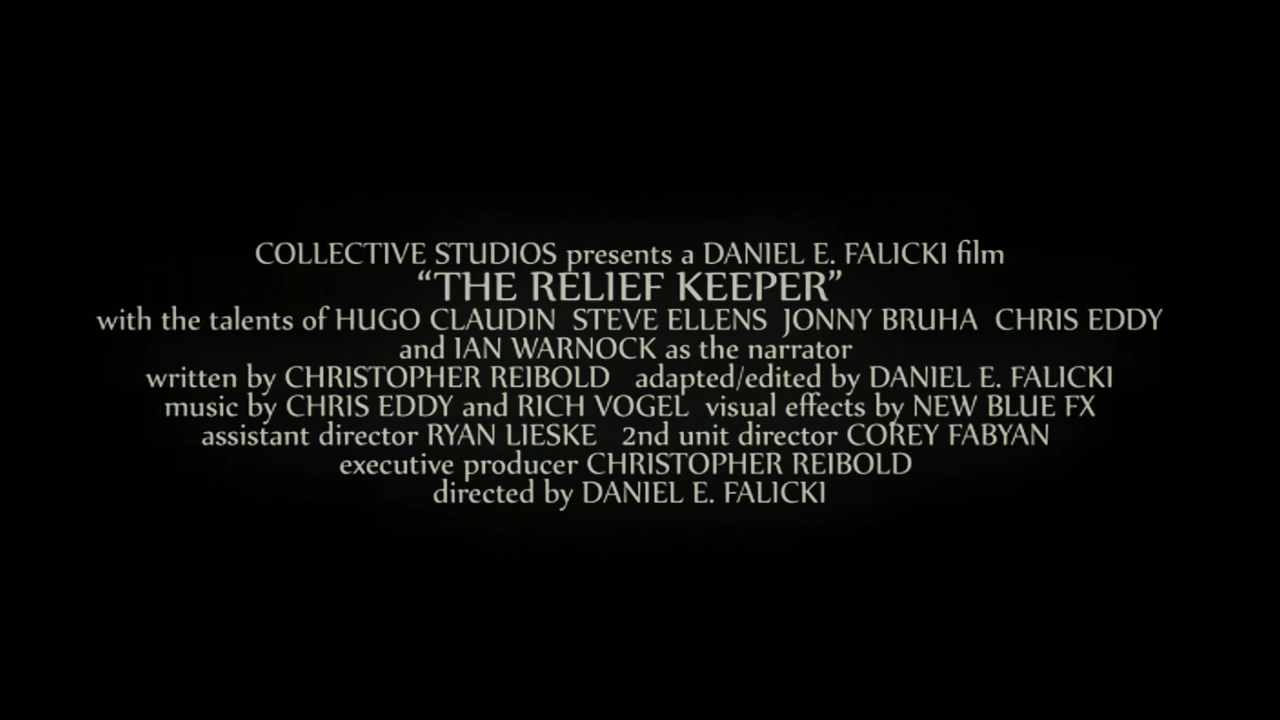 COLLECTIVE STUDIOS presents a DANIEL E. FALICKI film
“THE RELIEF KEEPER”
with the talents of HUGO CLAUDIN  STEVE ELLENS  JONNY BRUHA  CHRIS EDDY
and IAN WARNOCK as the narrator
written by CHRISTOPHER REIBOLD   adapted/edited by DANIEL E. FALICKI
music by CHRIS EDDY and RICH VOGEL  visual effects by NEW BLUE FX
assistant director RYAN LIESKE   2nd unit director COREY FABYAN
executive producer CHRISTOPHER REIBOLD
directed by DANIEL E. FALICKI